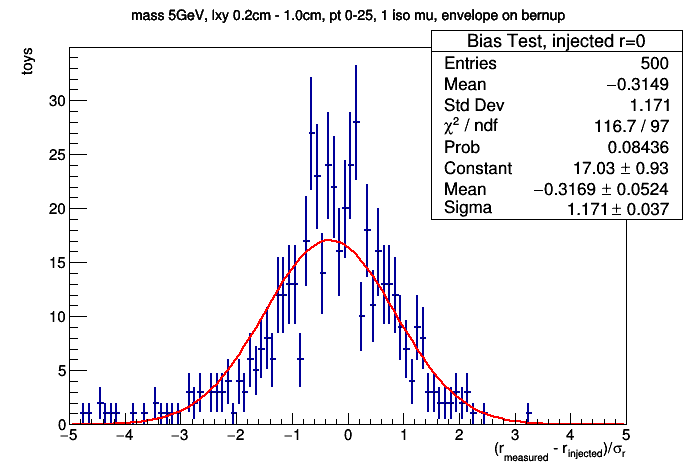 mass 5GeV, lxy 0.2cm - 1.0cm, pt 0-25, 1 iso mu, envelope on bernup
Bias Test, injected r=0
Entries 500
Mean −0.3149
Std Dev 1.171
χ² / ndf 116.7 / 97
Prob 0.08436
Constant 17.03 ± 0.93
Mean −0.3169 ± 0.0524
Sigma 1.171 ± 0.037
toys
30
25
20
15
10
5
0
−5 −4 −3 −2 −1 0 1 2 3 4 5
(r_measured - r_injected)/σ_r